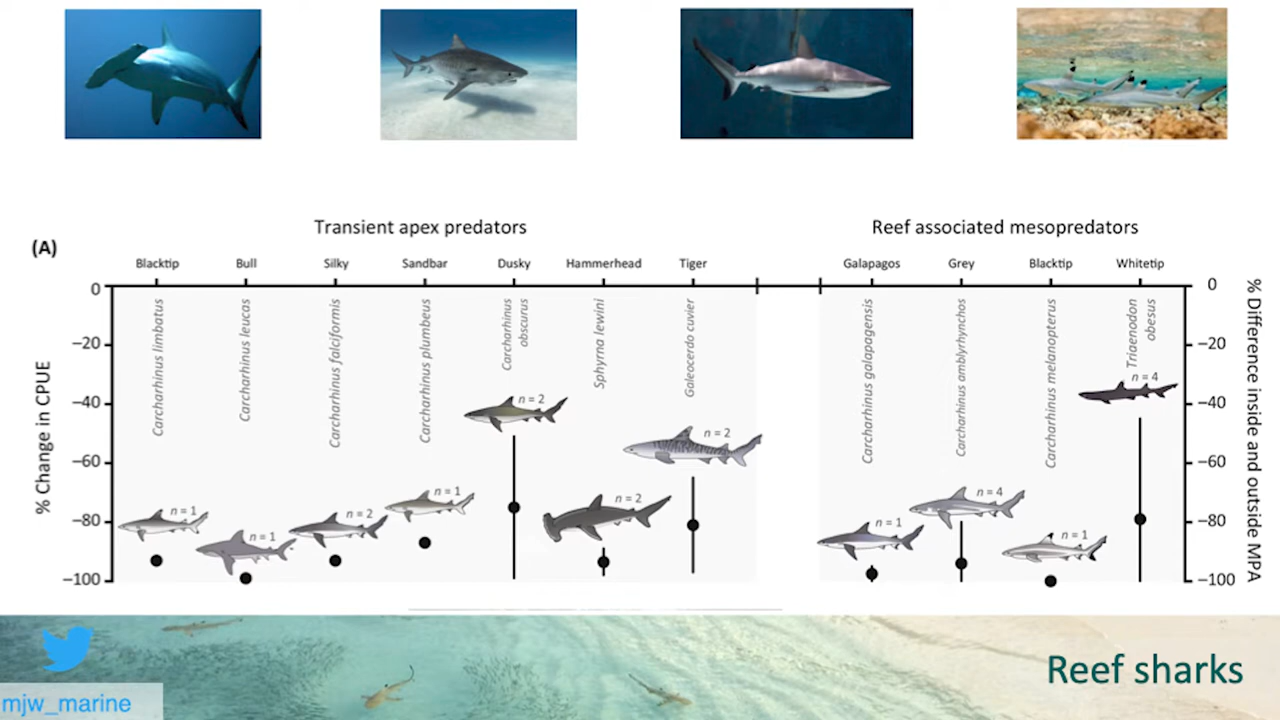 Transient apex predators
Reef associated mesopredators
(A)
Blacktip Bull Silky Sandbar Dusky Hammerhead Tiger Galapagos Grey Blacktip Whitetip
% Change in CPUE
0
−20
−40
−60
−80
−100
Carcharhinus limbatus
Carcharhinus leucas
Carcharhinus falciformis
Carcharhinus plumbeus
Carcharhinus
obscurus
Sphyrna lewini
Galeocerdo cuvier
Carcharhinus galapagensis
Carcharhinus amblyrhynchos
Carcharhinus melanopterus
Triaenodon
obesus
n = 1
n = 1
n = 2
n = 1
n = 2
n = 2
n = 2
n = 1
n = 4
n = 1
n = 4
0
−20
−40
−60
−80
−100
% Difference inside and outside MPA
Reef sharks
mjw_marine